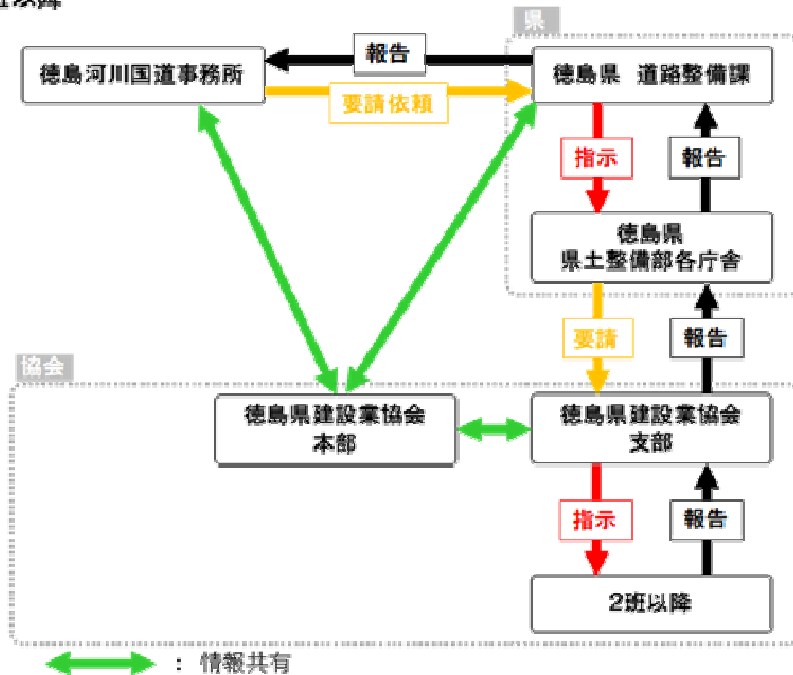 県
徳島河川国道事務所
報告
要請依頼
徳島県 道路整備課
指示
報告
徳島県
県土整備部各庁舎
要請
報告
協会
徳島県建設業協会
本部
徳島県建設業協会
支部
指示
報告
2班以降
： 情報共有